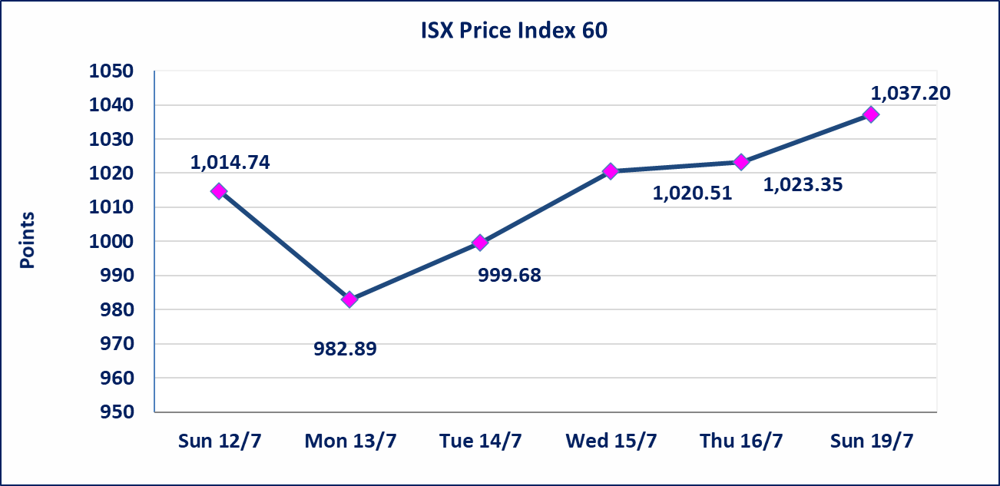 ISX Price Index 60
Points
1050
1040
1030
1020
1010
1000
990
980
970
960
950
1,014.74
982.89
999.68
1,020.51
1,023.35
1,037.20
Sun 12/7
Mon 13/7
Tue 14/7
Wed 15/7
Thu 16/7
Sun 19/7